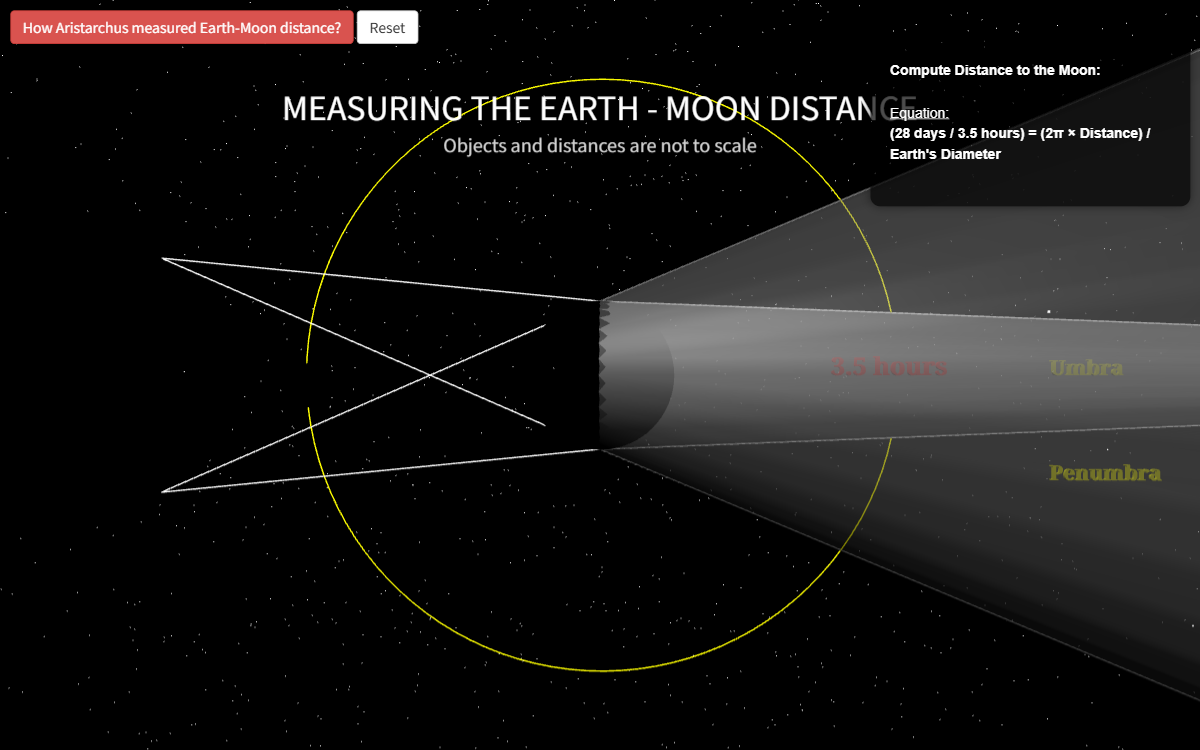 How Aristarchus measured Earth-Moon distance?
Reset
Compute Distance to the Moon:
MEASURING THE EARTH - MOON DISTANCE
Equation:
(28 days / 3.5 hours) = (2π × Distance) /
Earth's Diameter
Objects and distances are not to scale
3.5 hours
Umbra
Penumbra